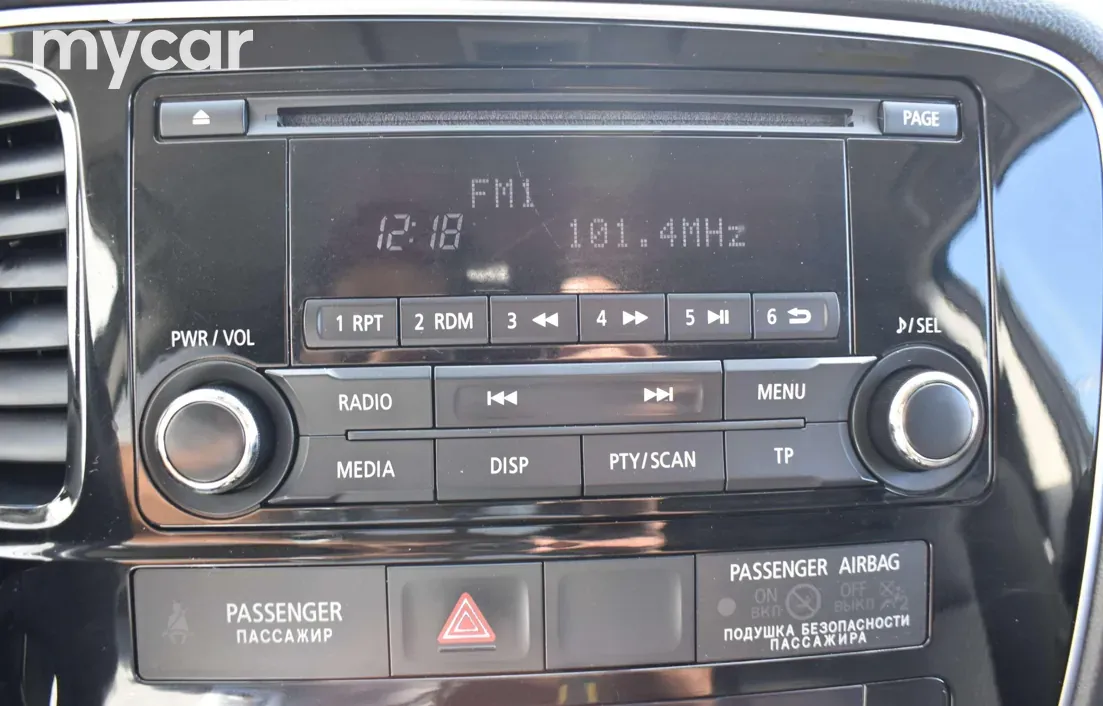 mycar
PAGE
FM1
12:18 101.4MHz
1 RPT 2 RDM 3 4 5 6
PWR / VOL
/ SEL
RADIO MENU
MEDIA DISP PTY/SCAN TP
PASSENGER
ПАССАЖИР
PASSENGER AIRBAG
ON OFF
ВКЛ ВЫКЛ 2
ПОДУШКА БЕЗОПАСНОСТИ
ПАССАЖИРА